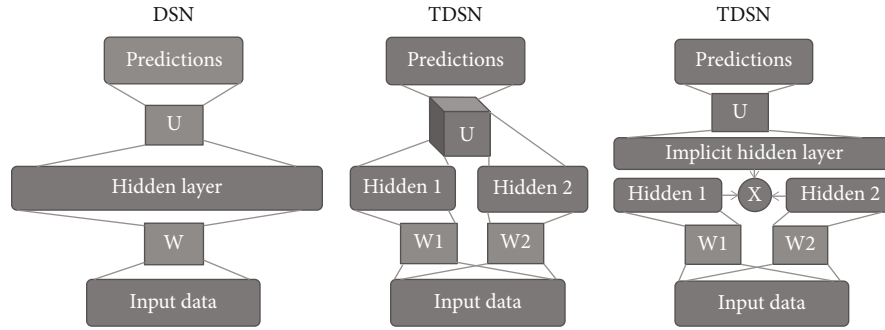 DSN
Predictions
U
Hidden layer
W
Input data
TDSN
Predictions
U
Hidden 1 Hidden 2
W1 W2
Input data
TDSN
Predictions
U
Implicit hidden layer
Hidden 1 X Hidden 2
W1 W2
Input data